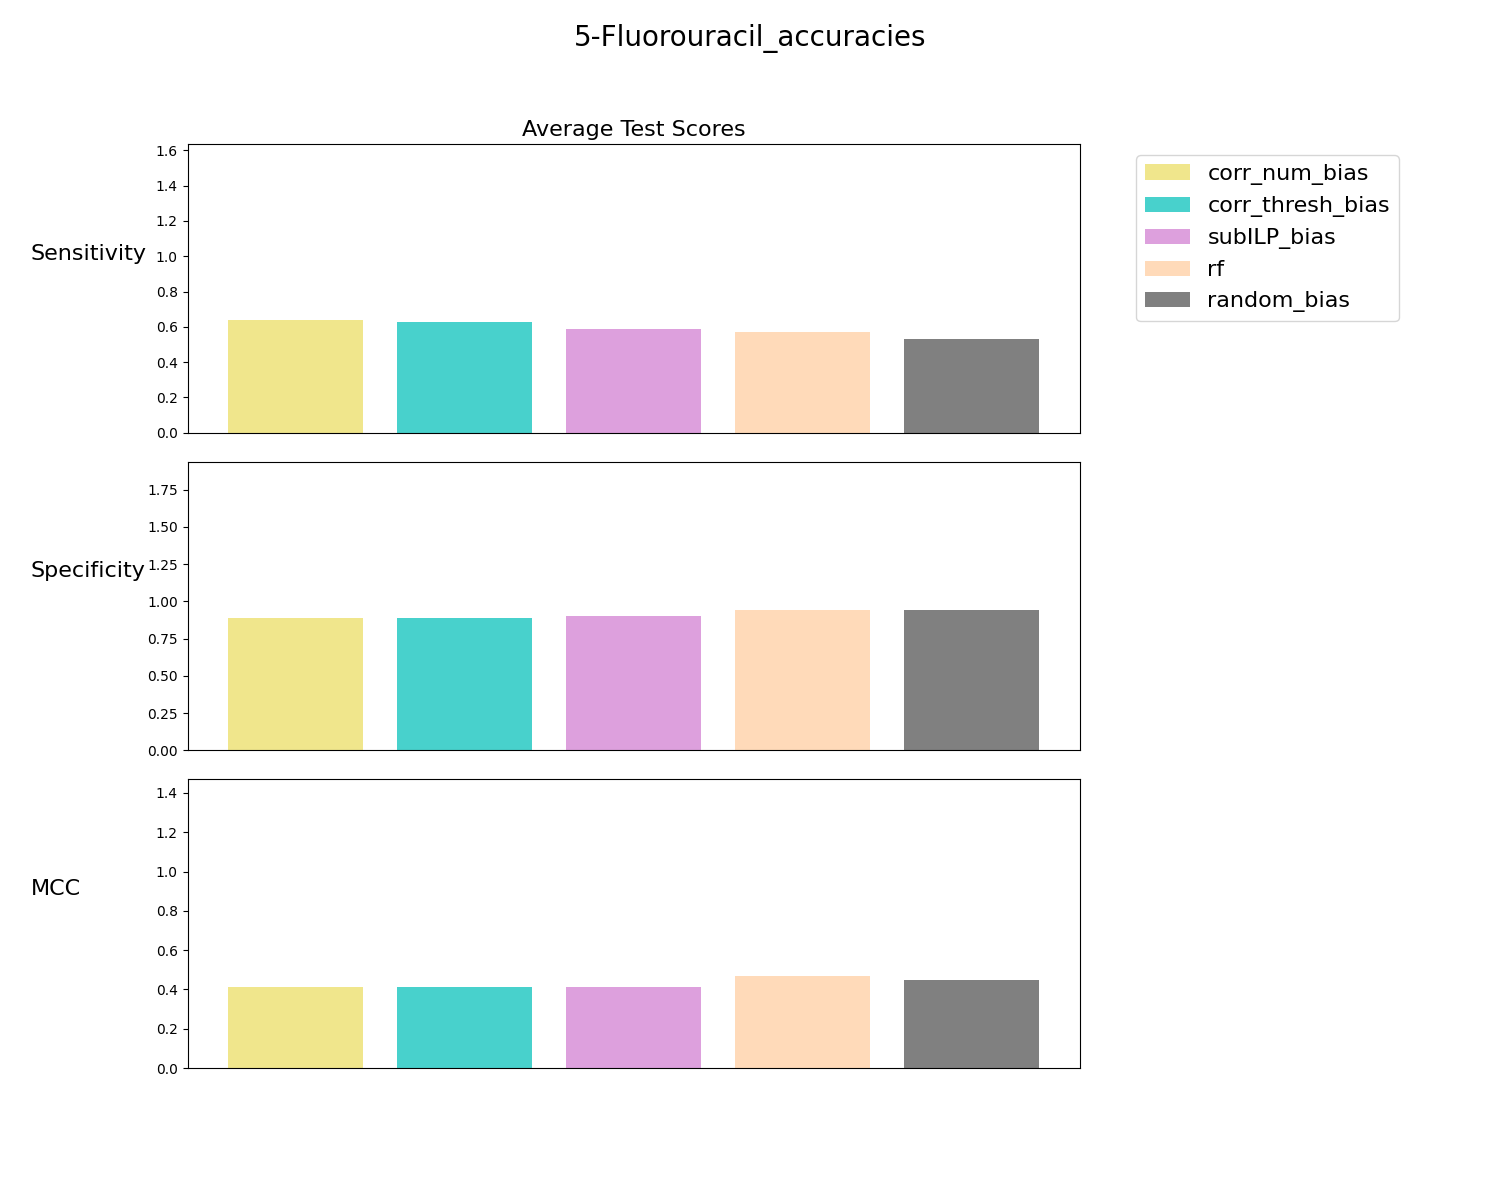 5-Fluorouracil_accuracies
Average Test Scores
Sensitivity
1.6
1.4
1.2
1.0
0.8
0.6
0.4
0.2
0.0
corr_num_bias
corr_thresh_bias
subILP_bias
rf
random_bias
Specificity
1.75
1.50
1.25
1.00
0.75
0.50
0.25
0.00
MCC
1.4
1.2
1.0
0.8
0.6
0.4
0.2
0.0